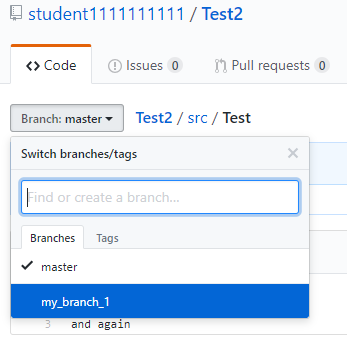 student1111111111 / Test2
Code Issues 0 Pull requests 0
Branch: master Test2 / src / Test
Switch branches/tags
Find or create a branch...
Branches Tags
master
my_branch_1
3 and again